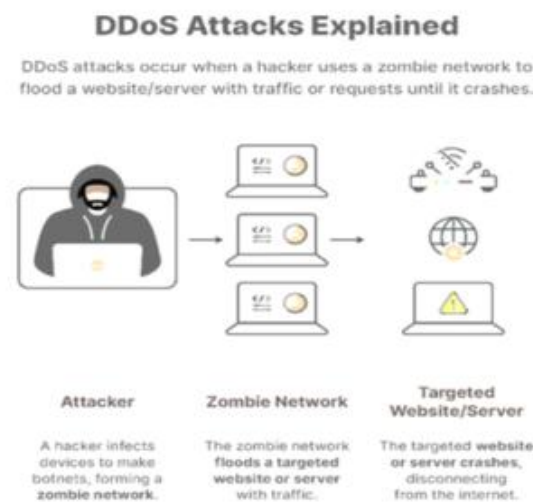 DDoS Attacks Explained
DDoS attacks occur when a hacker uses a zombie network to
flood a website/server with traffic or requests until it crashes.
Attacker
A hacker infects
devices to make
botnets, forming a
zombie network.
Zombie Network
The zombie network
floods a targeted
website or server
with traffic.
Targeted
Website/Server
The targeted website
or server crashes,
disconnecting
from the internet.